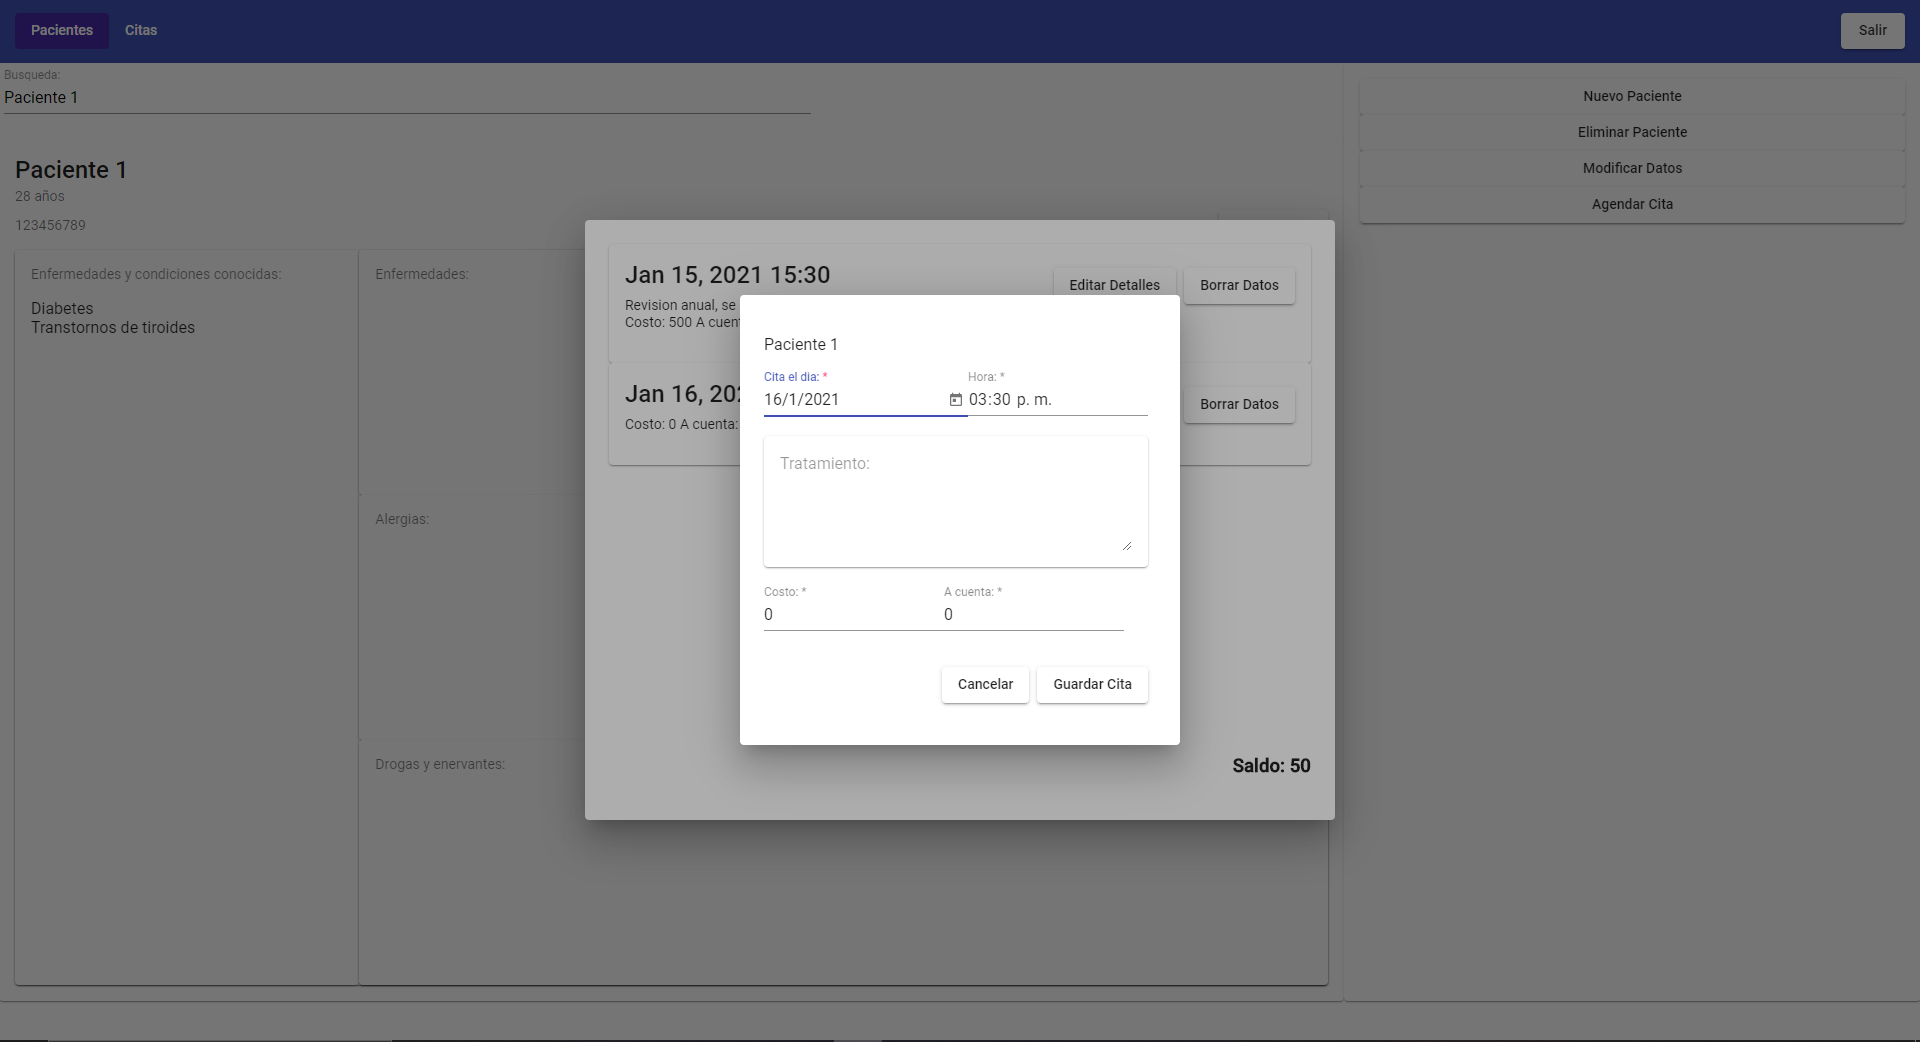 Pacientes Citas Salir
Busqueda:
Paciente 1
Nuevo Paciente
Eliminar Paciente
Modificar Datos
Agendar Cita
Paciente 1
28 años
123456789
Enfermedades y condiciones conocidas:
Diabetes
Transtornos de tiroides
Enfermedades:
Alergias:
Drogas y enervantes:
Jan 15, 2021 15:30
Editar Detalles Borrar Datos
Revision anual, se
Costo: 500 A
Jan 16,
Borrar Datos
Costo: 0 A cuenta:
Saldo: 50
Paciente 1
Cita el dia: * Hora: *
16/1/2021 03:30 p. m.
Tratamiento:
Costo: * A cuenta: *
0 0
Cancelar Guardar Cita